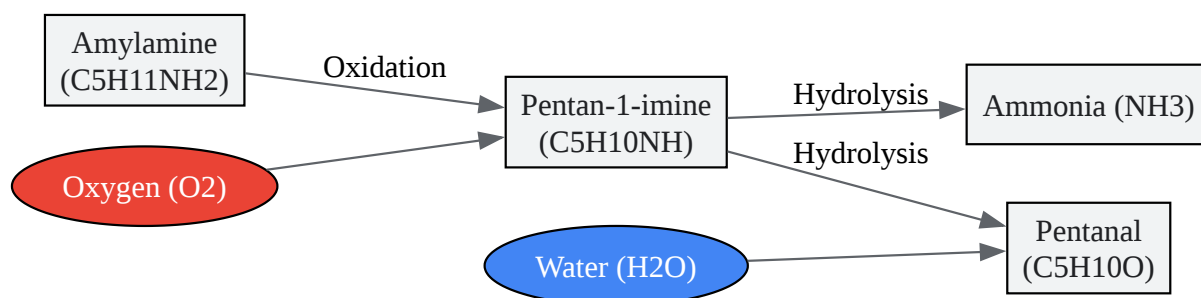 Amylamine
(C5H11NH2)
Oxidation
Oxygen (O2)
Pentan-1-imine
(C5H10NH)
Hydrolysis
Hydrolysis
Ammonia (NH3)
Water (H2O)
Pentanal
(C5H10O)